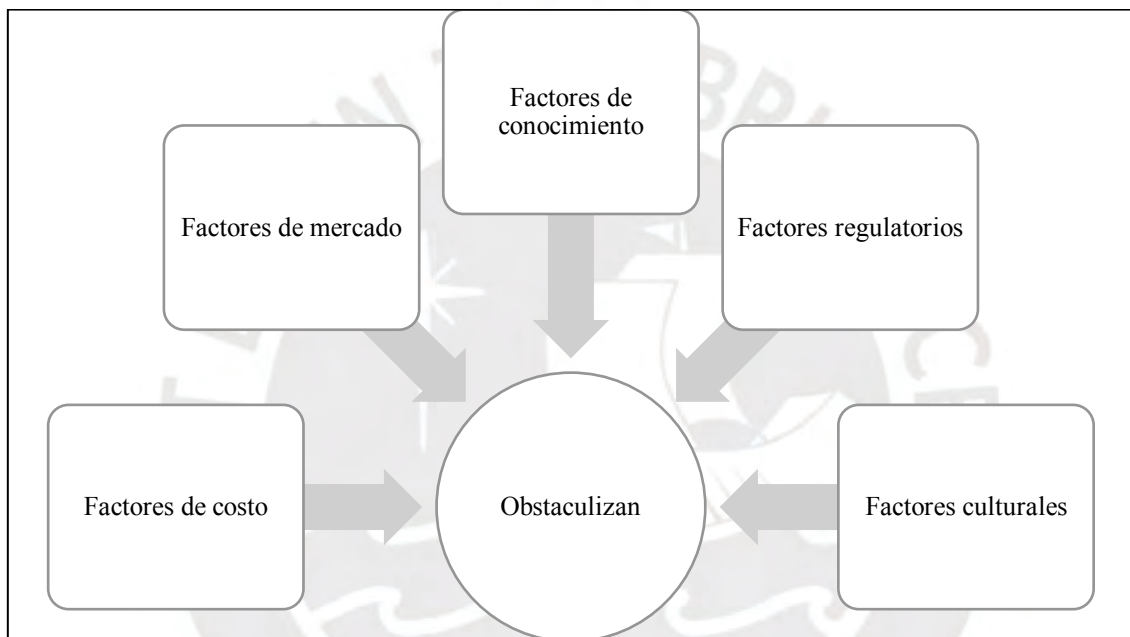 Factores de
conocimiento
Factores de mercado
Factores regulatorios
Factores de costo
Obstaculizan
Factores culturales